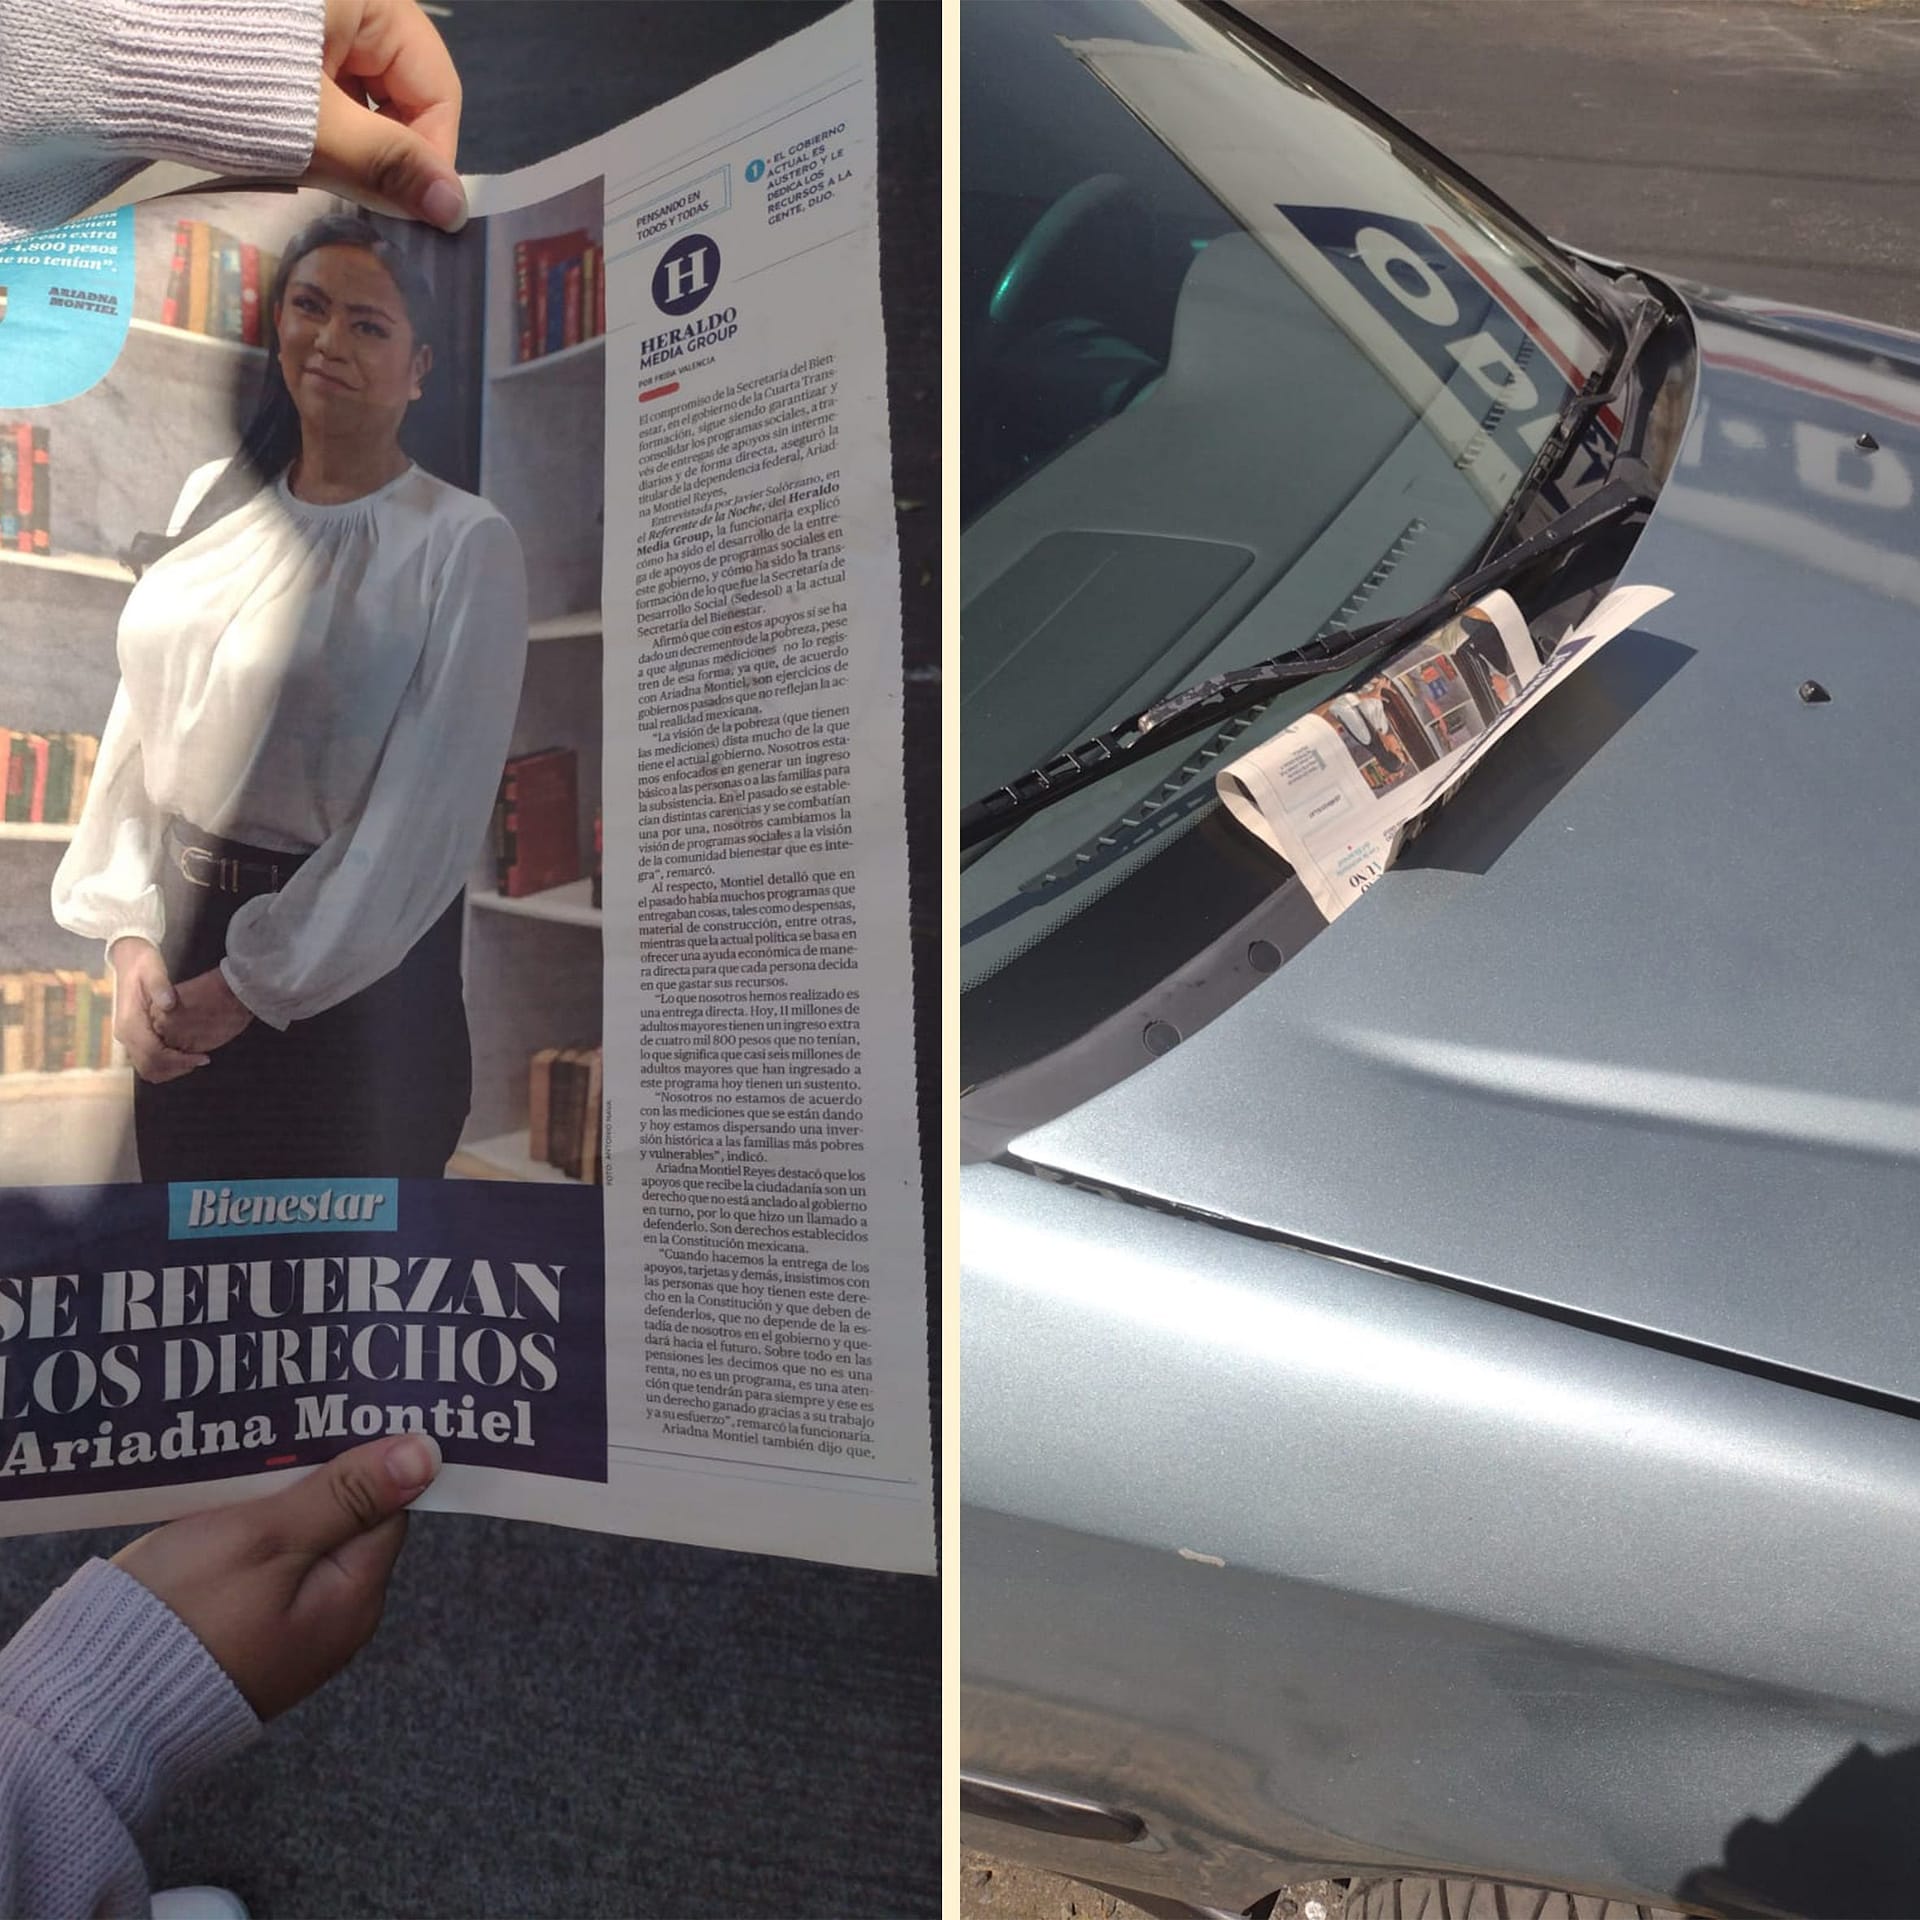 ienen
eso extra
e 4,800 pesos
e no tenían”.
ARIADNA
MONTIEL
Bienestar
SE REFUERZAN
LOS DERECHOS
Ariadna Montiel
PENSANDO EN
TODOS Y TODAS
1
• EL GOBIERNO
ACTUAL ES
AUSTERO Y LE
DEDICA LOS
RECURSOS A LA
GENTE, DIJO.
H
HERALDO
MEDIA GROUP
POR FRIDA VALENCIA
El compromiso de la Secretaría del Bien-
estar, en el gobierno de la Cuarta Trans-
formación, sigue siendo garantizar y
consolidar los programas sociales, a tra-
vés de entregas de apoyos sin interme-
diarios y de forma directa, aseguró la
titular de la dependencia federal, Ariad-
na Montiel Reyes.
Entrevistada por Javier Solórzano, en
el Referente de la Noche, del Heraldo
Media Group, la funcionaria explicó
cómo ha sido el desarrollo de la entre-
ga de apoyos de programas sociales en
este gobierno, y cómo ha sido la trans-
formación de lo que fue la Secretaría de
Desarrollo Social (Sedesol) a la actual
Secretaría del Bienestar.
Afirmó que con estos apoyos sí se ha
dado un decremento de la pobreza, pese
a que algunas mediciones no lo regis-
tren de esa forma, ya que, de acuerdo
con Ariadna Montiel, son ejercicios de
gobiernos pasados que no reflejan la ac-
tual realidad mexicana.
“La visión de la pobreza (que tienen
las mediciones) dista mucho de la que
tiene el actual gobierno. Nosotros esta-
mos enfocados en generar un ingreso
básico a las personas o a las familias para
la subsistencia. En el pasado se estable-
cían distintas carencias y se combatían
una por una, nosotros cambiamos la
visión de programas sociales a la visión
de la comunidad bienestar que es inte-
gra”, remarcó.
Al respecto, Montiel detalló que en
el pasado había muchos programas que
entregaban cosas, tales como despensas,
material de construcción, entre otras,
mientras que la actual política se basa en
ofrecer una ayuda económica de mane-
ra directa para que cada persona decida
en que gastar sus recursos.
“Lo que nosotros hemos realizado es
una entrega directa. Hoy, 11 millones de
adultos mayores tienen un ingreso extra
de cuatro mil 800 pesos que no tenían,
lo que significa que casi seis millones de
adultos mayores que han ingresado a
este programa hoy tienen un sustento.
“Nosotros no estamos de acuerdo
con las mediciones que se están dando
y hoy estamos dispersando una inver-
sión histórica a las familias más pobres
y vulnerables”, indicó.
Ariadna Montiel Reyes destacó que los
apoyos que recibe la ciudadanía son un
derecho que no está anclado al gobierno
en turno, por lo que hizo un llamado a
defenderlo. Son derechos establecidos
en la Constitución mexicana.
“Cuando hacemos la entrega de los
apoyos, tarjetas y demás, insistimos con
las personas que hoy tienen este dere-
cho en la Constitución y que deben de
defenderlos, que no depende de la es-
tadía de nosotros en el gobierno y que-
dará hacia el futuro. Sobre todo en las
pensiones les decimos que no es una
renta, no es un programa, es una aten-
ción que tendrán para siempre y ese es
un derecho ganado gracias a su trabajo
y a su esfuerzo”, remarcó la funcionaria.
Ariadna Montiel también dijo que,
FOTO: ANTONIO NAVA